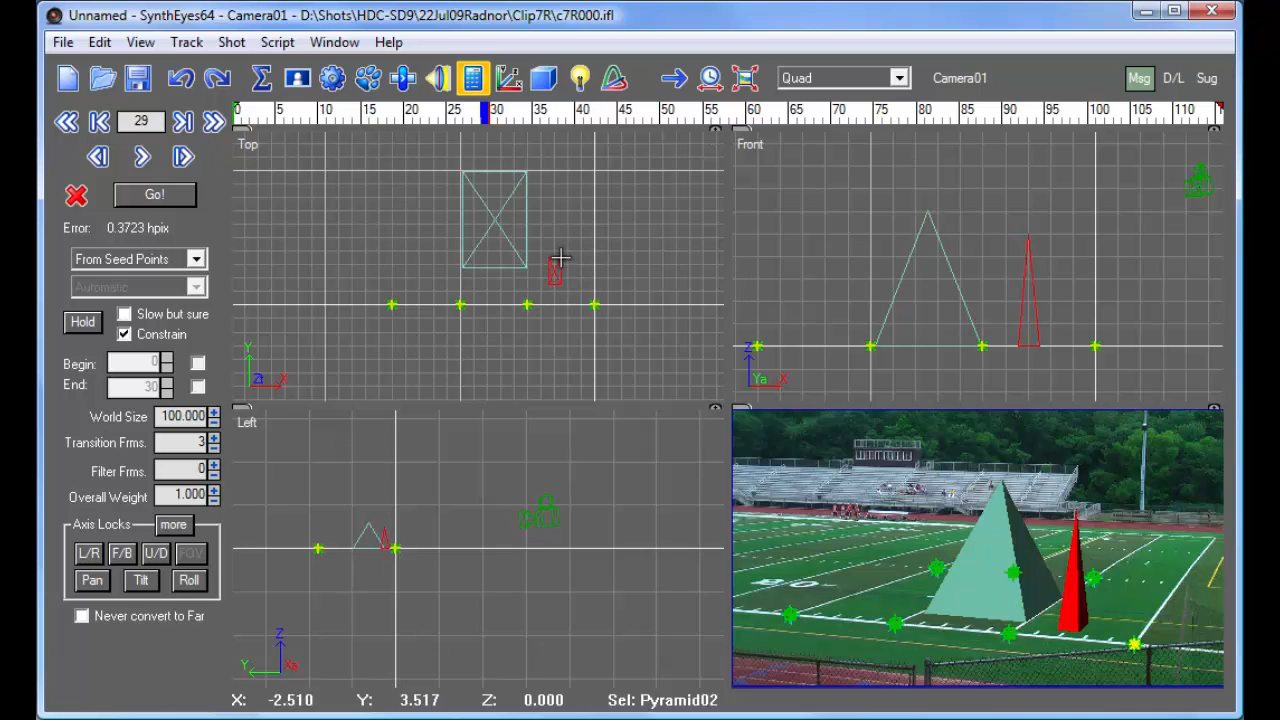 Unnamed - SynthEyes64 - Camera01 - D:\Shots\HDC-SD9\22Jul09Radnor\Clip7R\c7R000.ifl
File Edit View Track Shot Script Window Help
Quad Camera01 Msg D/L Sug
29
0 5 10 15 20 25 30 35 40 45 50 55 60 65 70 75 80 85 90 95 100 105 110 115
Top
Front
Go!
Error: 0.3723 hpix
From Seed Points
Automatic
Hold
Slow but sure
Constrain
Begin: 0
End: 30
World Size 100.000
Transition Frms. 3
Filter Frms. 0
Overall Weight 1.000
Axis Locks more
L/R F/B U/D FOV
Pan Tilt Roll
Never convert to Far
Y
X
Z
Ya X
Left
Z
Y
X: -2.510 Y: 3.517 Z: 0.000 Sel: Pyramid02